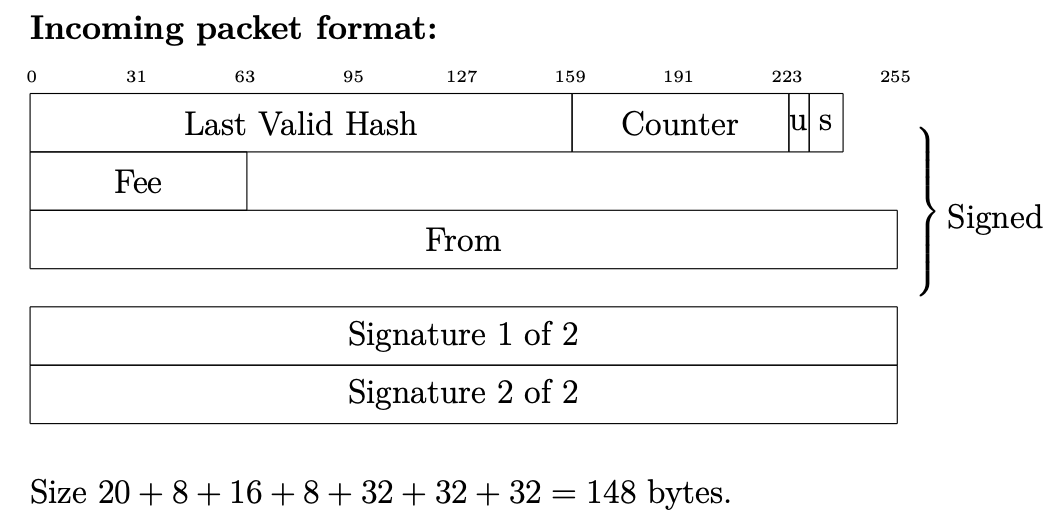 Incoming packet format:
0 31 63 95 127 159 191 223 255
Last Valid Hash Counter u s
Fee
From
Signed
Signature 1 of 2
Signature 2 of 2
Size 20 + 8 + 16 + 8 + 32 + 32 + 32 = 148 bytes.